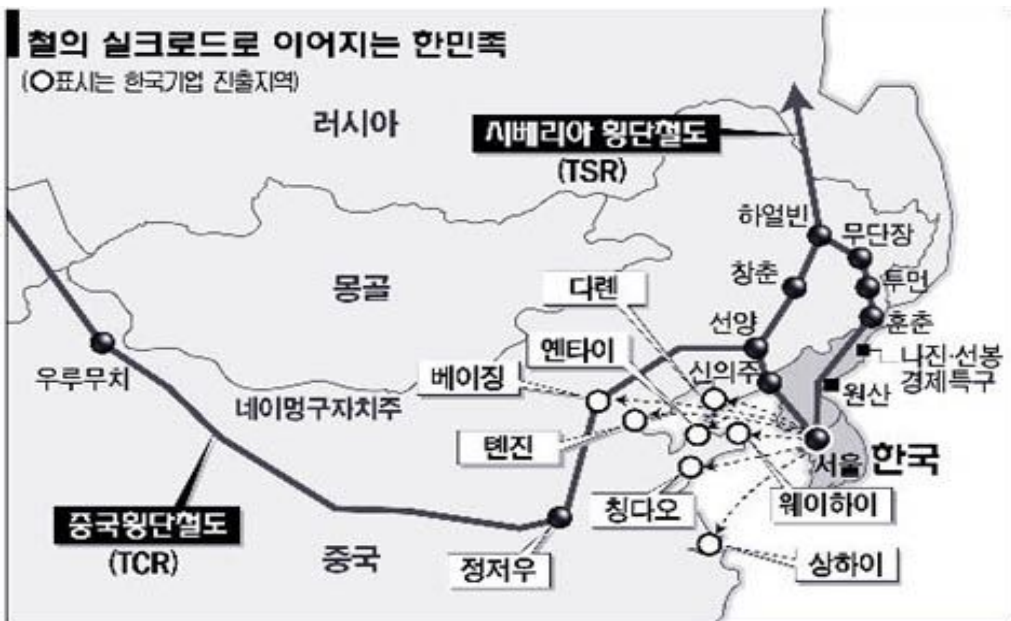 철의 실크로드로 이어지는 한민족
(○표시는 한국기업 진출지역)
러시아
시베리아 횡단철도
(TSR)
하얼빈
무단장
몽골
창춘
투먼
다롄
선양
훈춘
옌타이
나진·선봉
경제특구
베이징
신의주
원산
우루무치
네이멍구자치주
톈진
서울
한국
칭다오
웨이하이
중국횡단철도
(TCR)
중국
정저우
상하이